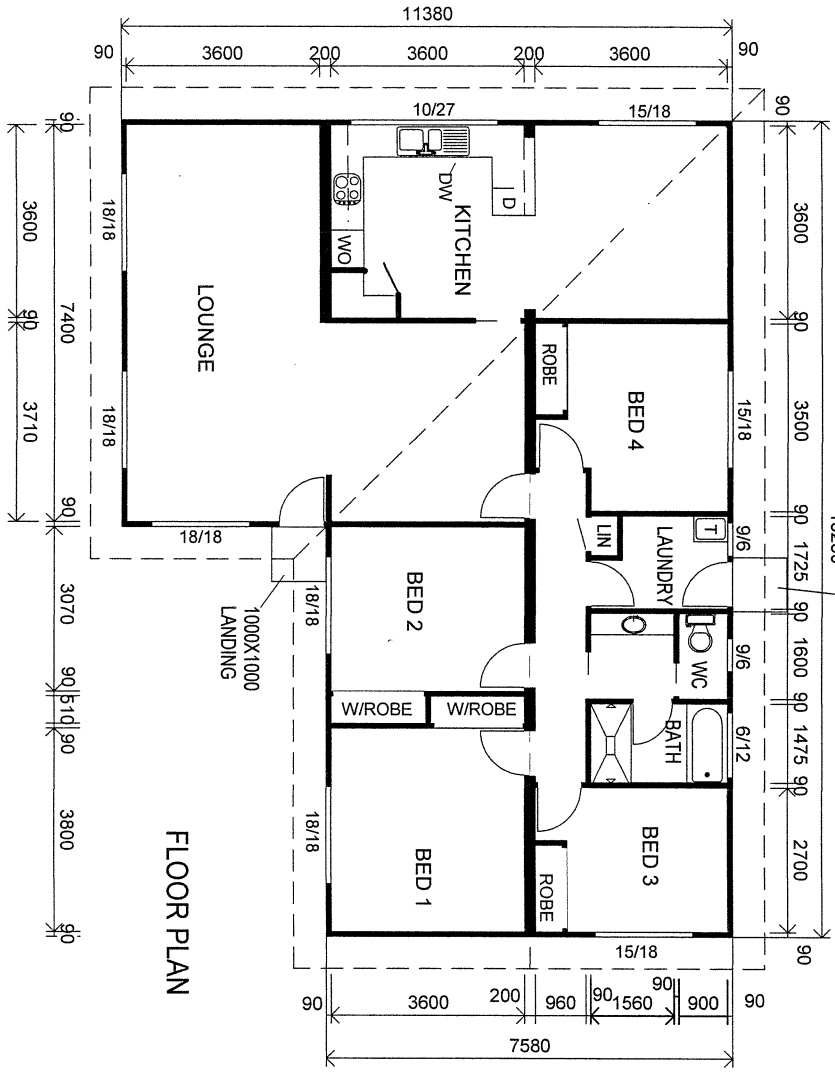 11380
90
3600
200
3600
200
3600
90
10/27
15/18
90
90
3600
7400
90
3710
90
3070
90
510
90
3800
90
18/18
18/18
LOUNGE
WO
DW
KITCHEN
D
3600
90
3500
90
1725
90
1600
90
1475
90
2700
90
ROBE
BED 4
15/18
LIN
LAUNDRY
T
9/6
18/18
18/18
1000X1000
LANDING
BED 2
WC
9/6
W/ROBE
W/ROBE
BATH
6/12
18/18
BED 1
BED 3
ROBE
15/18
FLOOR PLAN
90
3600
200
960
90
1560
90
900
90
7580